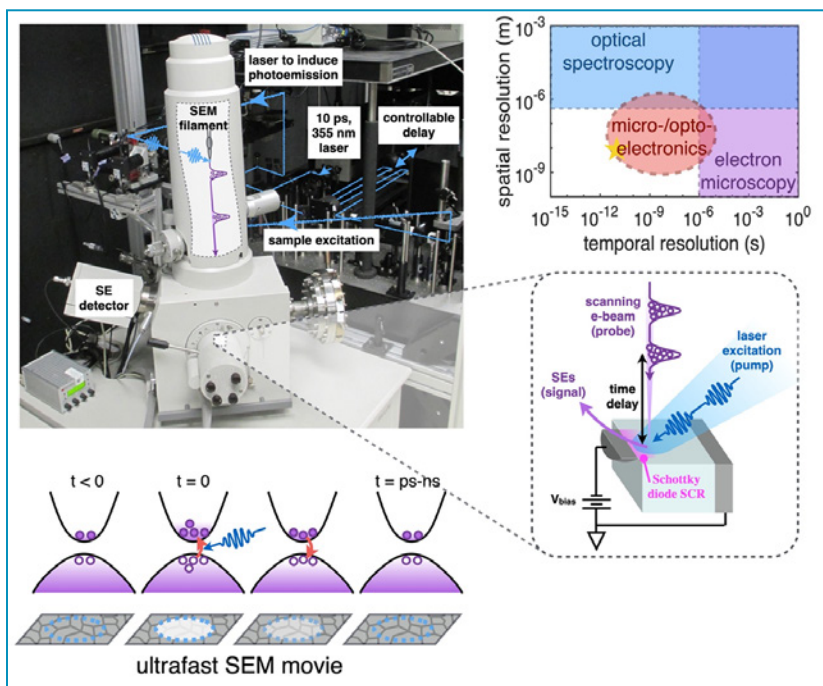 laser to induce
photoemission
SEM
filament
10 ps,
355 nm
laser
controllable
delay
sample excitation
SE
detector
spatial resolution (m)
10⁻³
10⁻⁶
10⁻⁹
optical
spectroscopy
micro-/opto-
electronics
electron
microscopy
10⁻¹⁵ 10⁻¹² 10⁻⁹ 10⁻⁶ 10⁻³ 10⁰
temporal resolution (s)
scanning
e-beam
(probe)
laser
excitation
(pump)
SEs
(signal)
time
delay
Schottky
diode SCR
Vbias
t < 0
t = 0
t = ps-ns
ultrafast SEM movie